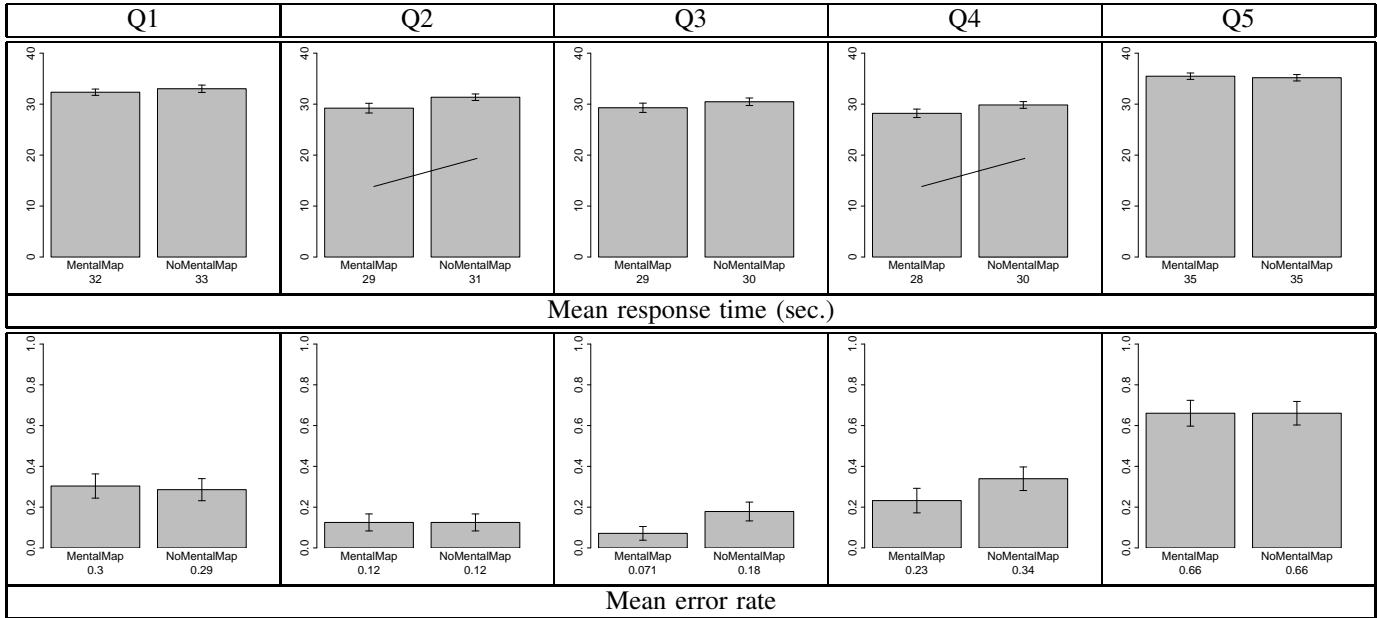 Q1 Q2 Q3 Q4 Q5
40 40 40 40 40
30 30 30 30 30
20 20 20 20 20
10 10 10 10 10
0 0 0 0 0
MentalMap NoMentalMap MentalMap NoMentalMap MentalMap NoMentalMap MentalMap NoMentalMap MentalMap NoMentalMap
32 33 29 31 29 30 28 30 35 35
Mean response time (sec.)
1.0 1.0 1.0 1.0 1.0
0.8 0.8 0.8 0.8 0.8
0.6 0.6 0.6 0.6 0.6
0.4 0.4 0.4 0.4 0.4
0.2 0.2 0.2 0.2 0.2
0.0 0.0 0.0 0.0 0.0
MentalMap NoMentalMap MentalMap NoMentalMap MentalMap NoMentalMap MentalMap NoMentalMap MentalMap NoMentalMap
0.3 0.29 0.12 0.12 0.071 0.18 0.23 0.34 0.66 0.66
Mean error rate